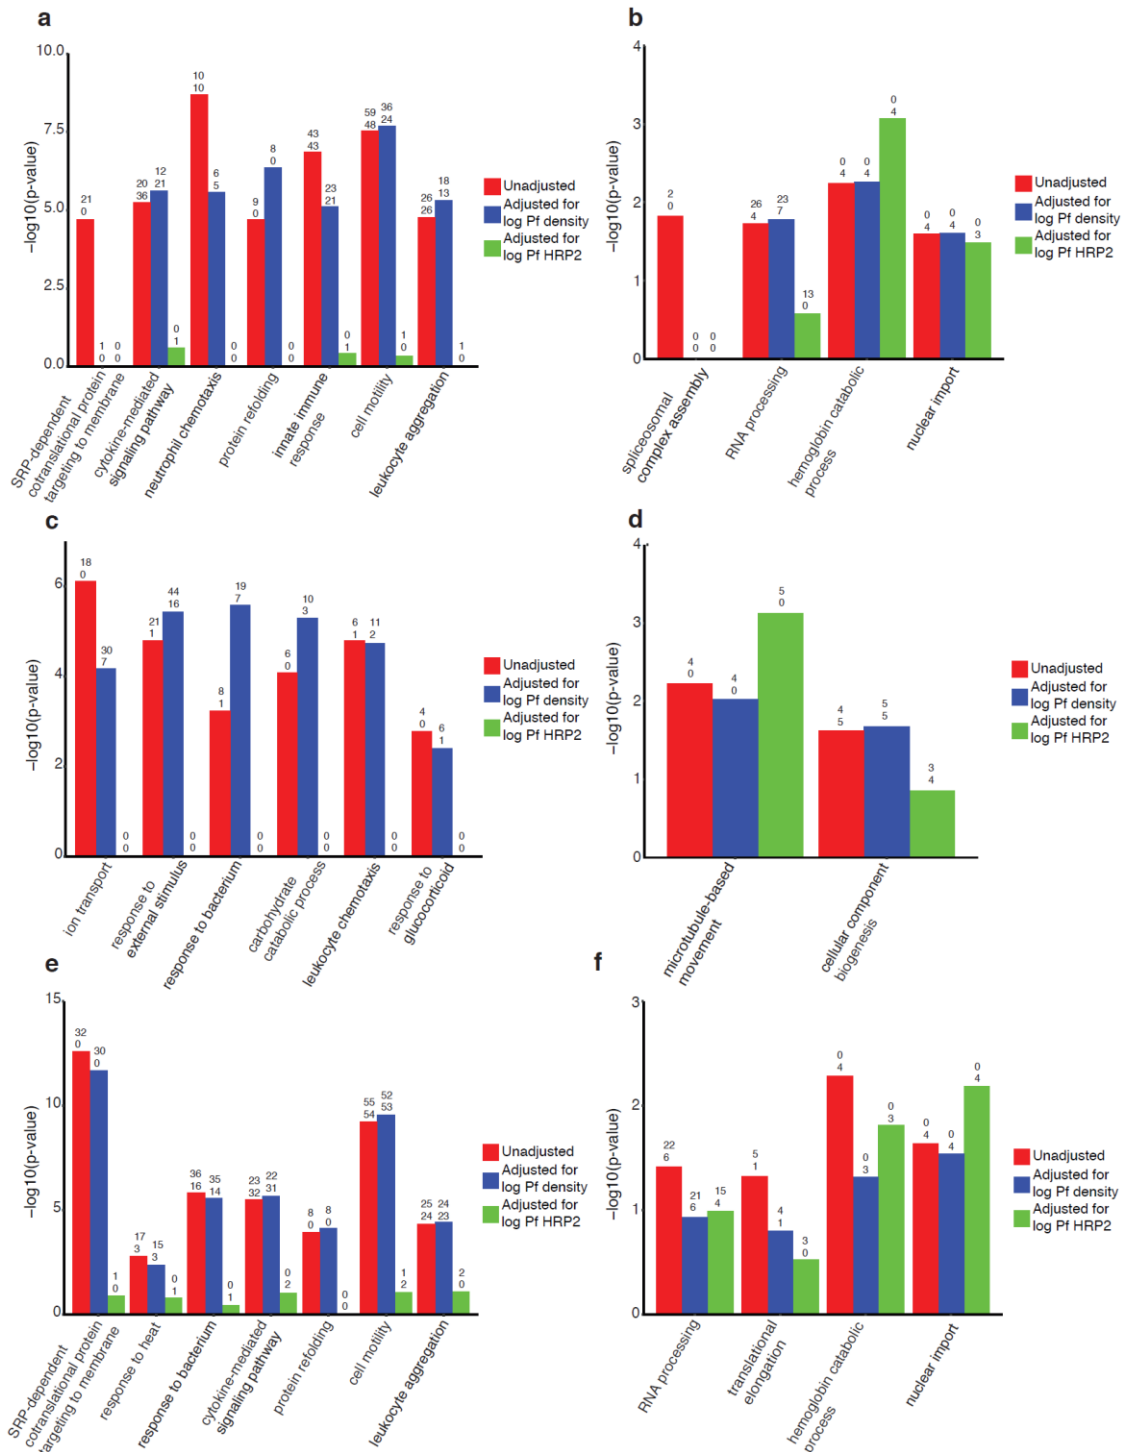 a
10.0
7.5
5.0
2.5
0.0
−log10(p-value)
21
0
1
0
0
0
20
36
12
21
0
1
10
10
6
5
0
0
9
0
8
0
0
0
43
43
23
21
0
1
59
48
36
24
1
0
26
26
18
13
1
0
SRP-dependent
cotranslational protein
targeting to membrane
cytokine-mediated
signaling pathway
neutrophil chemotaxis
protein refolding
innate immune
response
cell motility
leukocyte aggregation
Unadjusted
Adjusted for
log Pf density
Adjusted for
log Pf HRP2
b
4
3
2
1
0
−log10(p-value)
2
0
0
0
0
0
26
4
23
7
13
0
0
4
0
4
0
4
0
4
0
4
0
3
spliceosomal
complex assembly
RNA processing
hemoglobin catabolic
process
nuclear import
Unadjusted
Adjusted for
log Pf density
Adjusted for
log Pf HRP2
c
6
4
2
0
−log10(p-value)
18
0
30
7
0
0
21
1
44
16
0
0
8
1
19
7
0
0
6
0
10
3
0
0
6
1
11
2
0
0
4
0
6
1
0
0
ion transport
response to
external stimulus
response to bacterium
carbohydrate
catabolic process
leukocyte chemotaxis
response to
glucocorticoid
Unadjusted
Adjusted for
log Pf density
Adjusted for
log Pf HRP2
d
4
3
2
1
0
−log10(p-value)
4
0
4
0
5
0
4
5
5
5
3
4
microtubule-based
movement
cellular component
biogenesis
Unadjusted
Adjusted for
log Pf density
Adjusted for
log Pf HRP2
e
15
10
5
0
−log10(p-value)
32
0
30
0
1
0
17
3
15
3
0
1
36
16
35
14
0
1
23
32
22
31
0
2
8
0
8
0
0
0
55
54
52
53
1
2
25
24
24
23
2
0
SRP-dependent
cotranslational protein
targeting to membrane
response to heat
response to bacterium
cytokine-mediated
signaling pathway
protein refolding
cell motility
leukocyte aggregation
Unadjusted
Adjusted for
log Pf density
Adjusted for
log Pf HRP2
f
3
2
1
0
−log10(p-value)
22
6
21
6
15
4
5
1
4
1
3
0
0
4
0
3
0
3
0
4
0
4
0
4
RNA processing
translational
elongation
hemoglobin catabolic
process
nuclear import
Unadjusted
Adjusted for
log Pf density
Adjusted for
log Pf HRP2